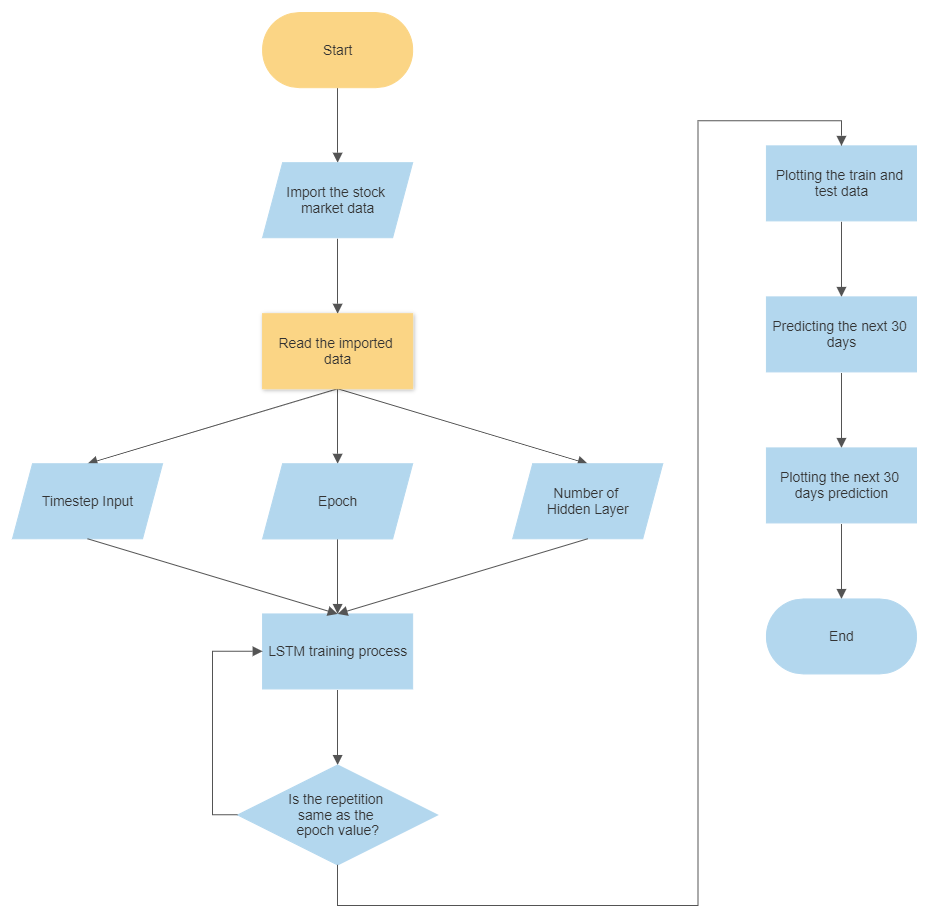 Start
Import the stock
market data
Read the imported
data
Timestep Input
Epoch
Number of
Hidden Layer
LSTM training process
Is the repetition
same as the
epoch value?
Plotting the train and
test data
Predicting the next 30
days
Plotting the next 30
days prediction
End